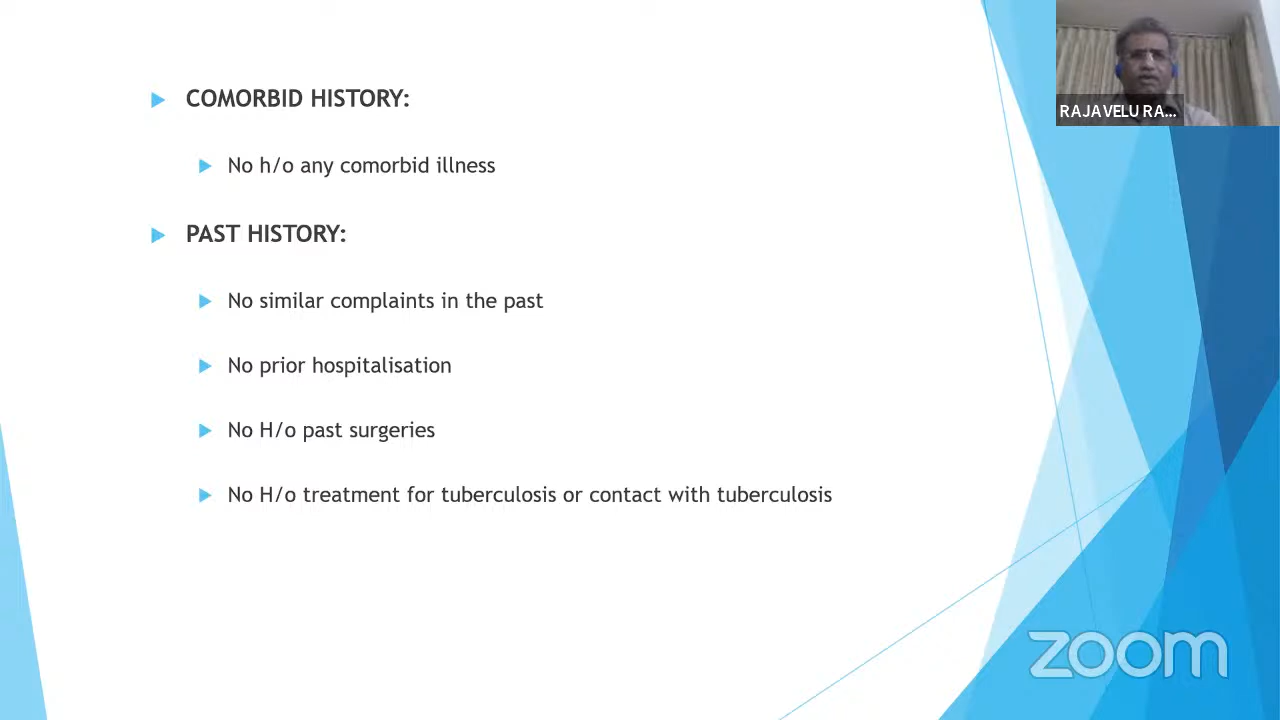 COMORBID HISTORY:
No h/o any comorbid illness
PAST HISTORY:
No similar complaints in the past
No prior hospitalisation
No H/o past surgeries
No H/o treatment for tuberculosis or contact with tuberculosis
RAJAVELU RA...
zoom